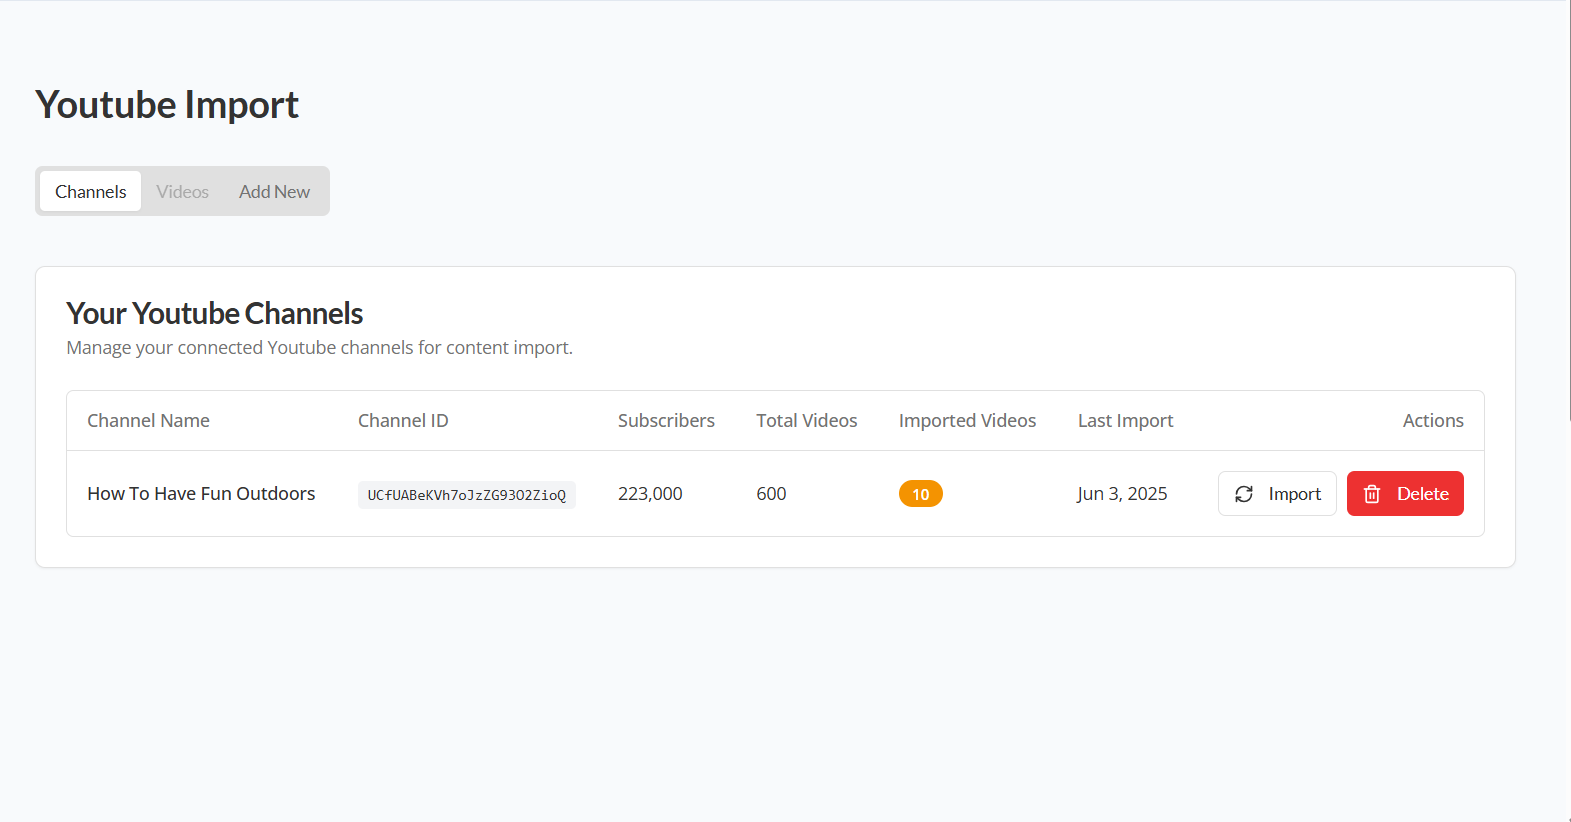 Youtube Import
Channels Videos Add New
Your Youtube Channels
Manage your connected Youtube channels for content import.
Channel Name Channel ID Subscribers Total Videos Imported Videos Last Import Actions
How To Have Fun Outdoors UCfUABeKVh7oJzZG93O2ZioQ 223,000 600 10 Jun 3, 2025 Import Delete